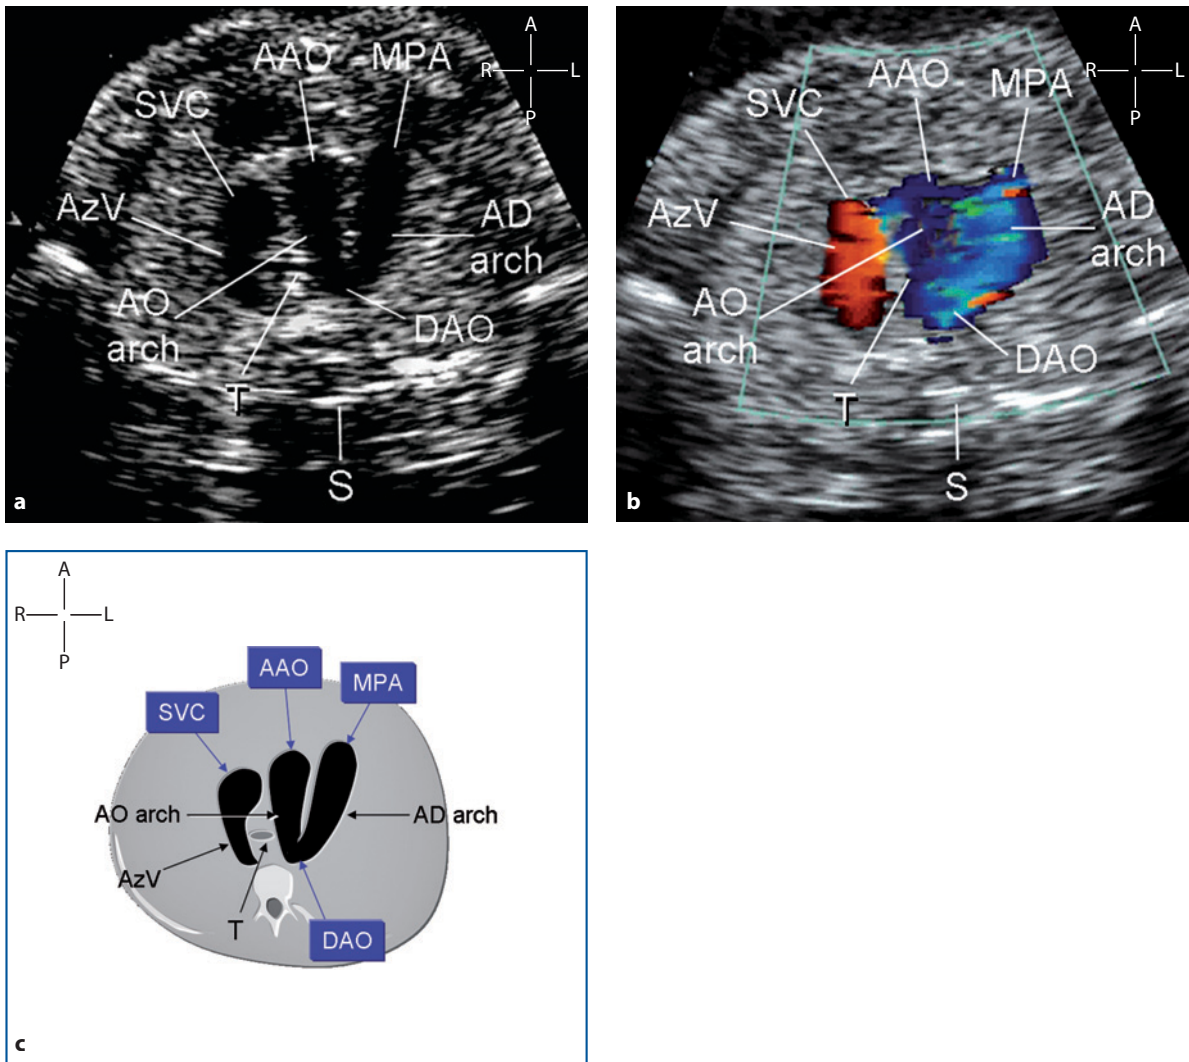 A
R L
P
AAO MPA
SVC
AzV
AD
arch
AO
arch
DAO
T
S
a
A
R L
P
AAO MPA
SVC
AzV
AD
arch
AO
arch
DAO
T
S
b
A
R L
P
AAO
MPA
SVC
AO arch AD arch
AzV
T
DAO
c